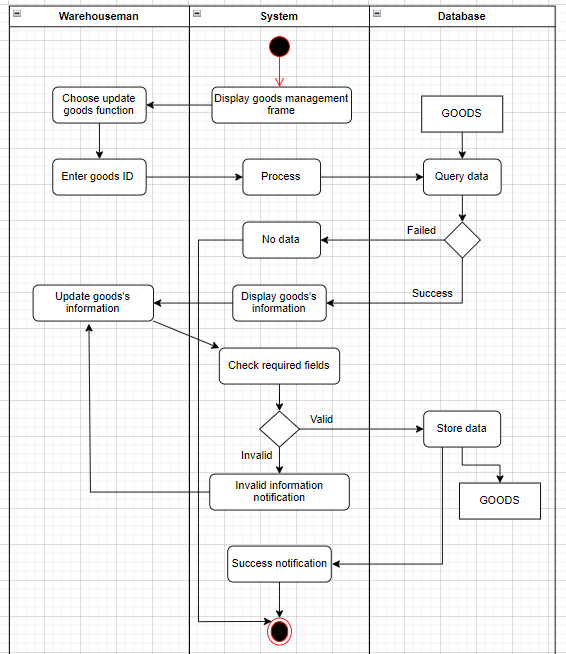 Warehouseman
System
Database
Display goods management
frame
Choose update
goods function
GOODS
Enter goods ID
Process
Query data
Failed
No data
Success
Update goods's
information
Display goods's
information
Check required fields
Valid
Store data
Invalid
Invalid information
notification
GOODS
Success notification